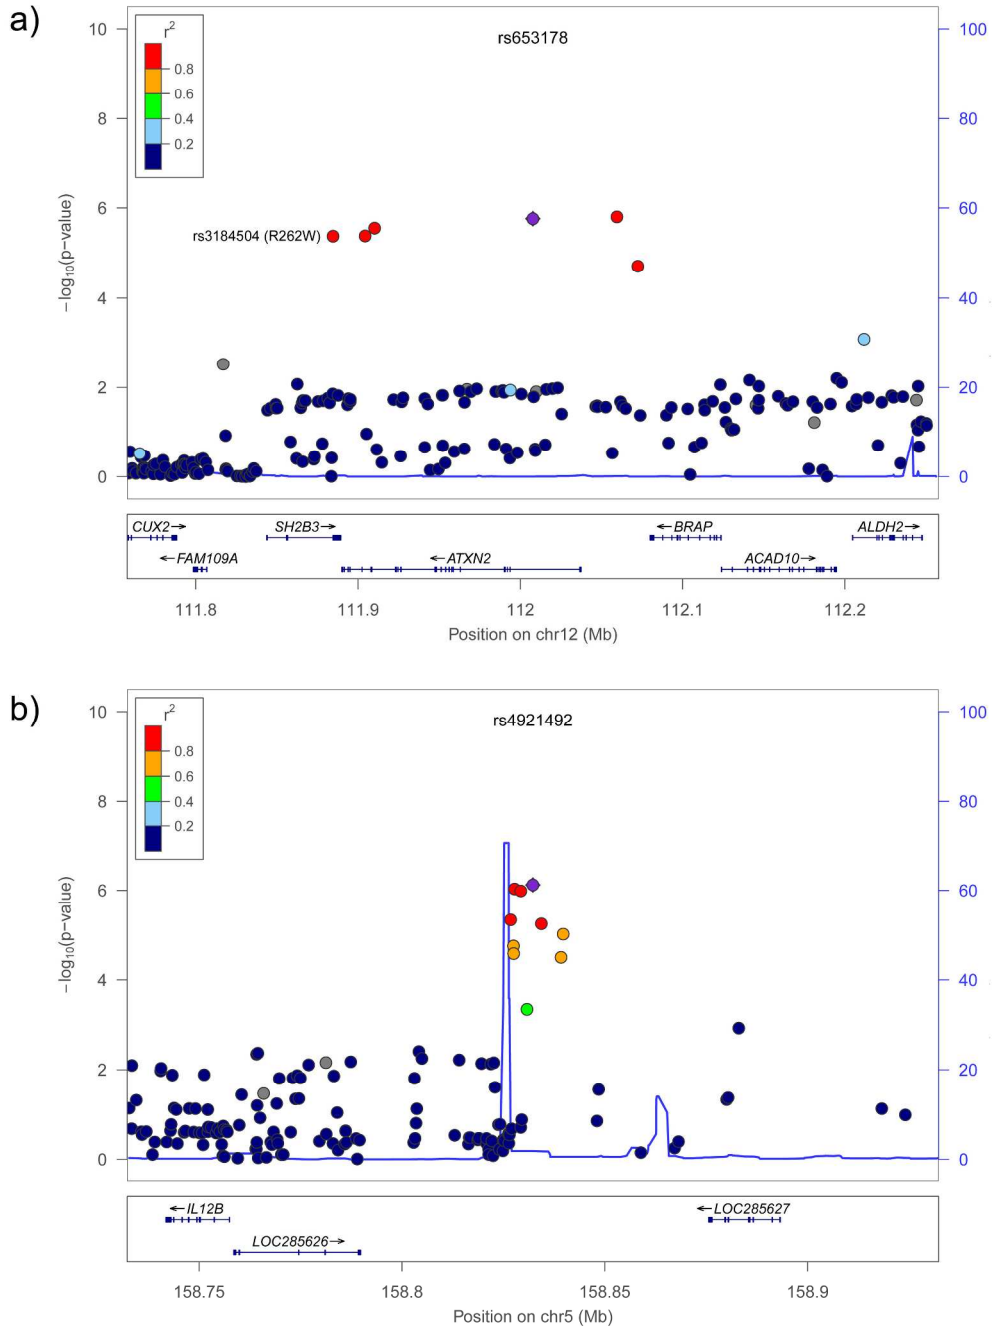 a)
rs653178
r2
0.8
0.6
0.4
0.2
10
8
6
4
2
0
−log10(p−value)
100
80
60
40
20
0
rs3184504 (R262W)
CUX2→
SH2B3→
←BRAP
ALDH2→
←FAM109A
←ATXN2
ACAD10→
111.8
111.9
112
112.1
112.2
Position on chr12 (Mb)
b)
rs4921492
r2
0.8
0.6
0.4
0.2
10
8
6
4
2
0
−log10(p−value)
100
80
60
40
20
0
←IL12B
←LOC285627
LOC285626→
158.75
158.8
158.85
158.9
Position on chr5 (Mb)